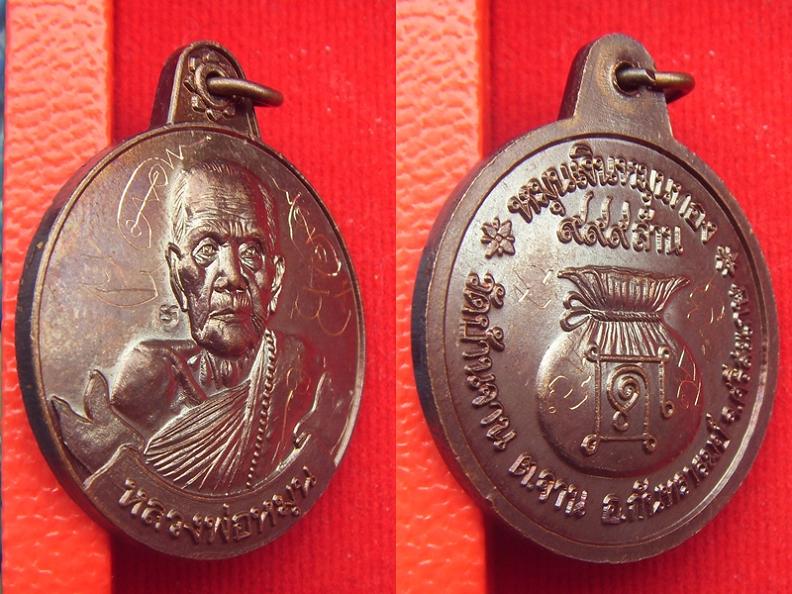 หลวงพ่อหมุน
หมุนเงินหมุนทอง
๙๙๙ ล้าน
วัดบ้านจาน ต.จาน อ.กันทรารมย์ จ.ศรีสะเกษ